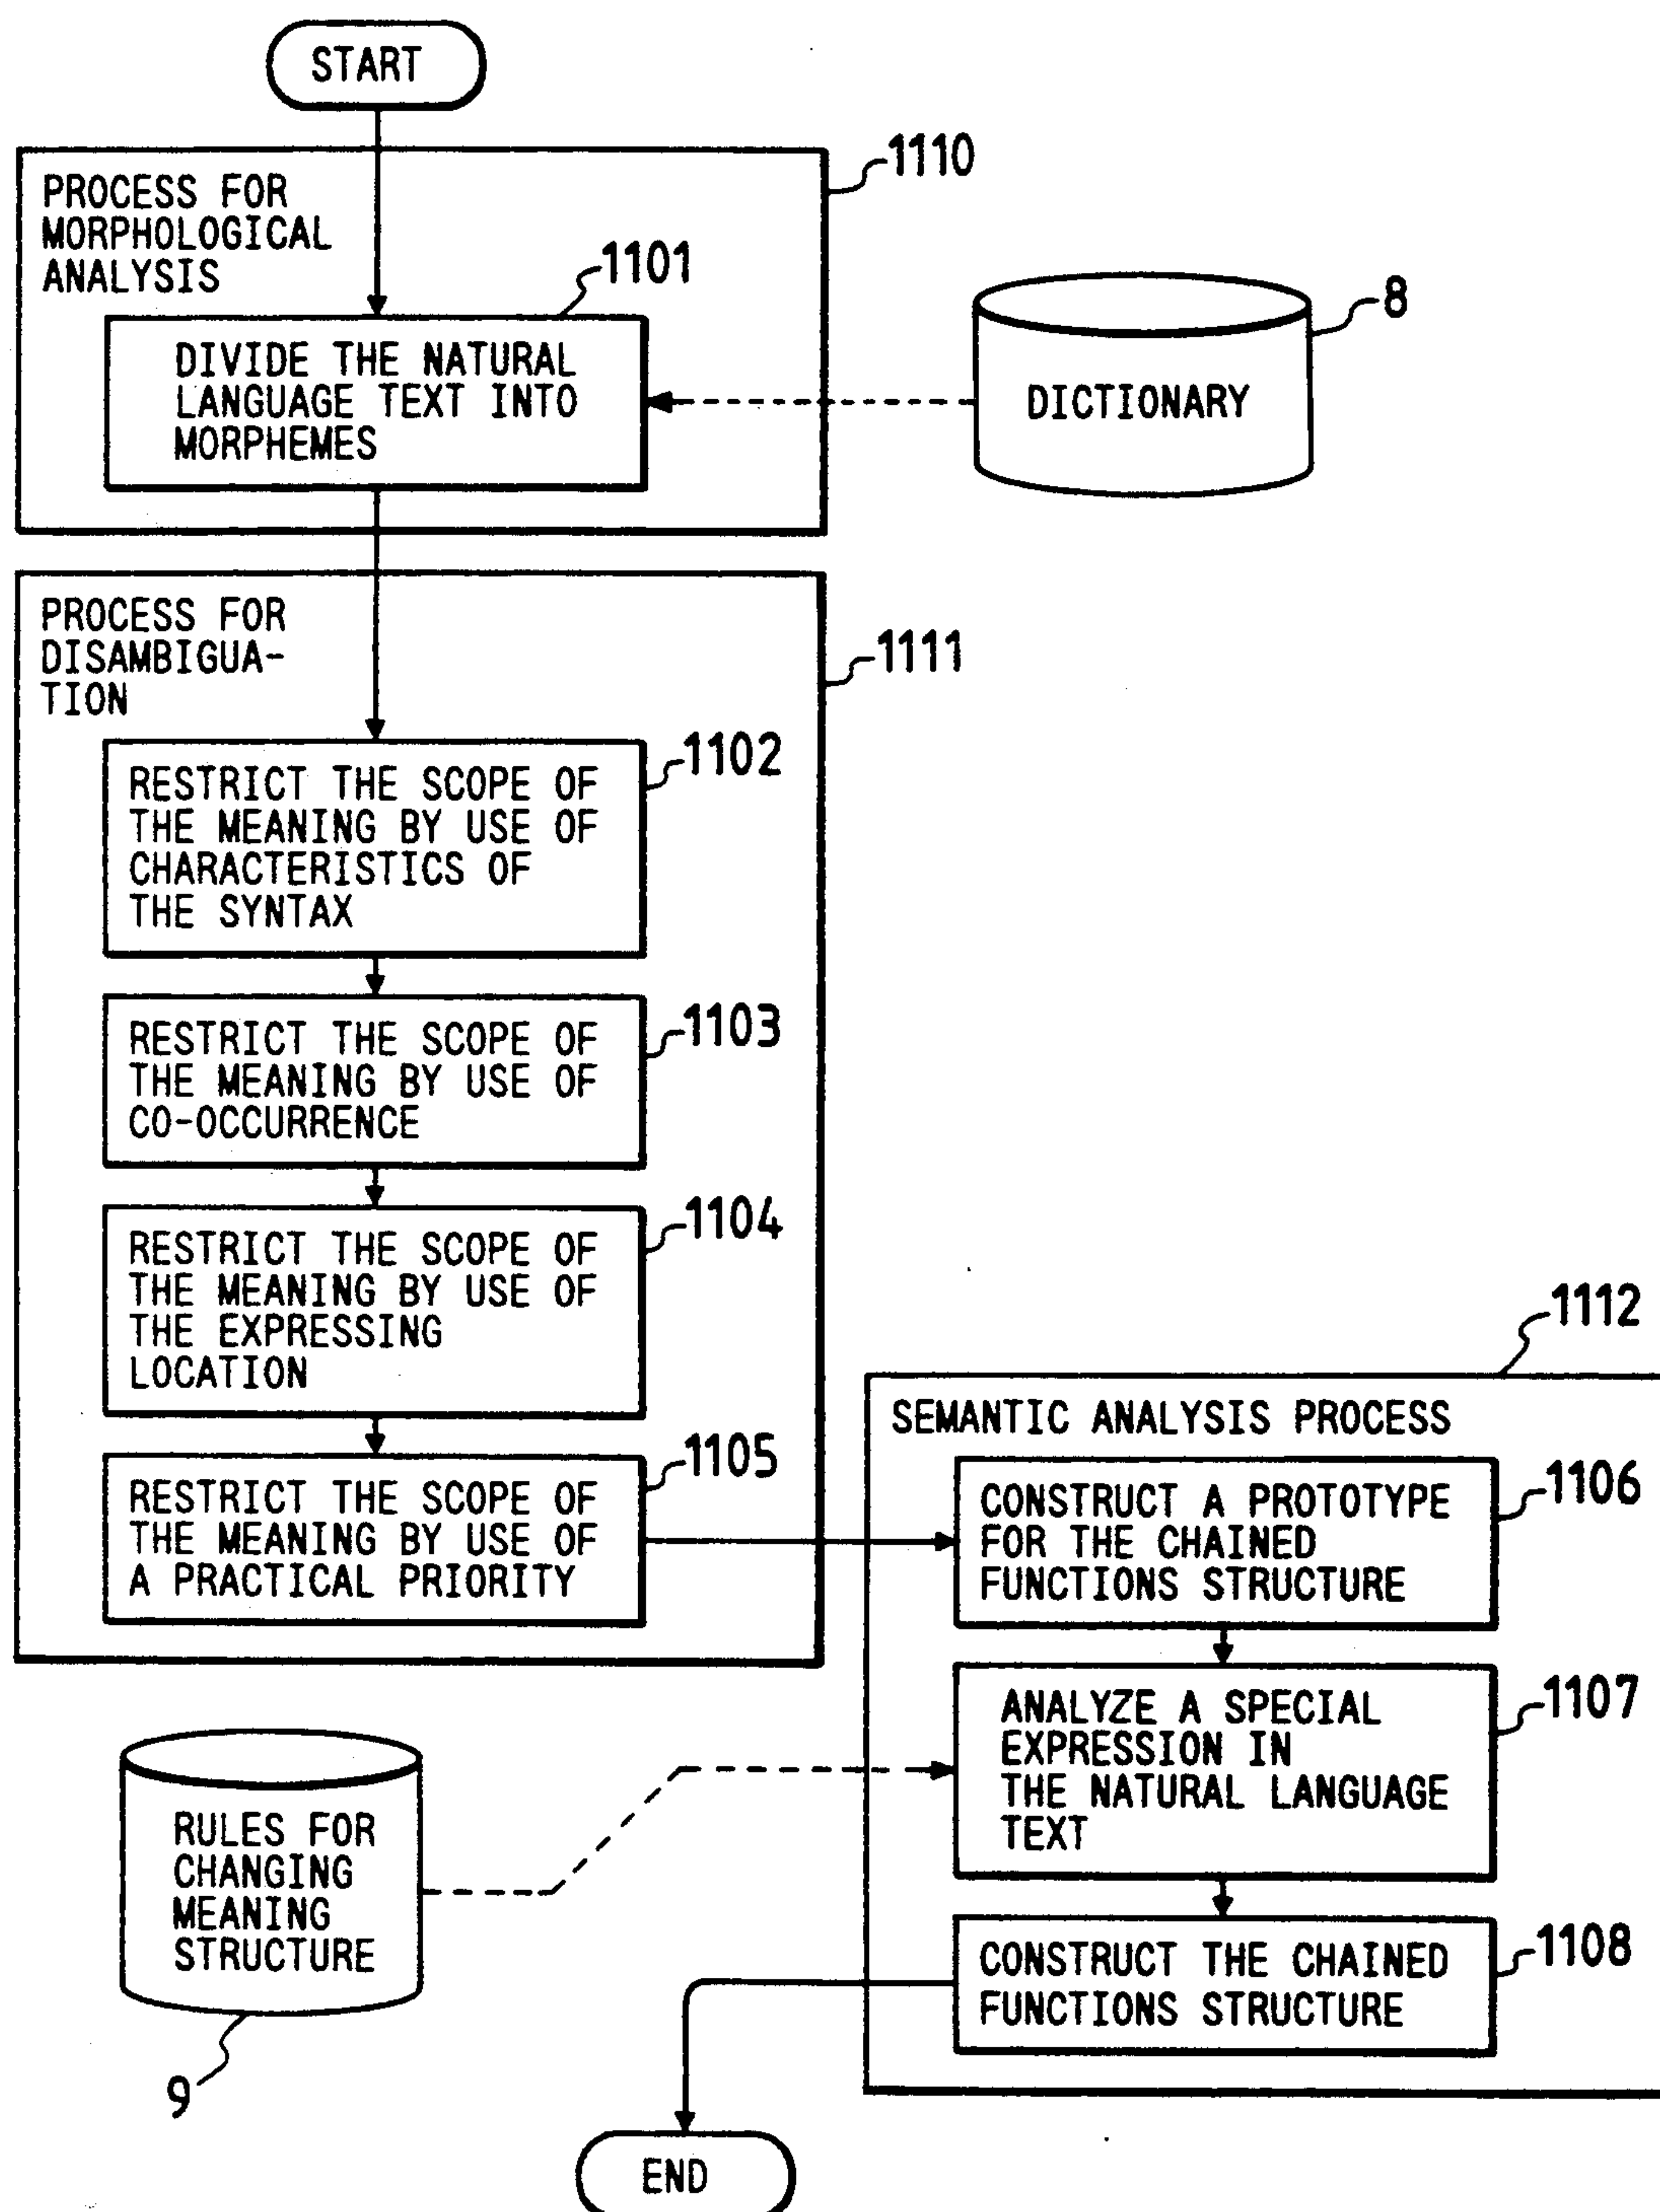 START
1110
PROCESS FOR
MORPHOLOGICAL
ANALYSIS
1101
DIVIDE THE NATURAL
LANGUAGE TEXT INTO
MORPHEMES
8
DICTIONARY
PROCESS FOR
DISAMBIGUA-
TION
1111
1102
RESTRICT THE SCOPE OF
THE MEANING BY USE OF
CHARACTERISTICS OF
THE SYNTAX
1103
RESTRICT THE SCOPE OF
THE MEANING BY USE OF
CO-OCCURRENCE
1104
RESTRICT THE SCOPE OF
THE MEANING BY USE OF
THE EXPRESSING
LOCATION
1105
RESTRICT THE SCOPE OF
THE MEANING BY USE OF
A PRACTICAL PRIORITY
1112
SEMANTIC ANALYSIS PROCESS
1106
CONSTRUCT A PROTOTYPE
FOR THE CHAINED
FUNCTIONS STRUCTURE
1107
ANALYZE A SPECIAL
EXPRESSION IN
THE NATURAL LANGUAGE
TEXT
RULES FOR
CHANGING
MEANING
STRUCTURE
9
1108
CONSTRUCT THE CHAINED
FUNCTIONS STRUCTURE
END